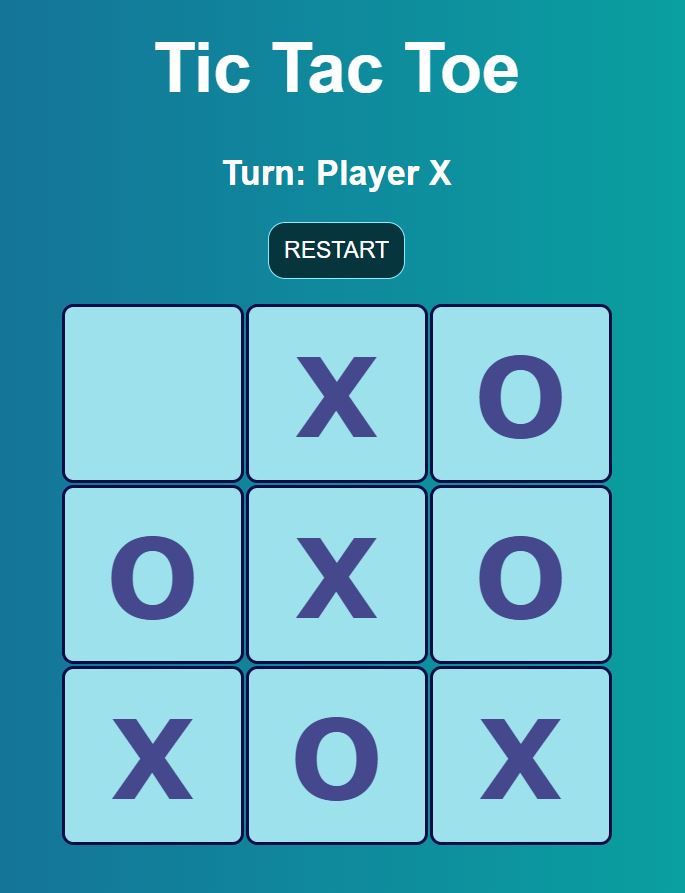 Tic Tac Toe
Turn: Player X
RESTART
X O
O X O
X O X